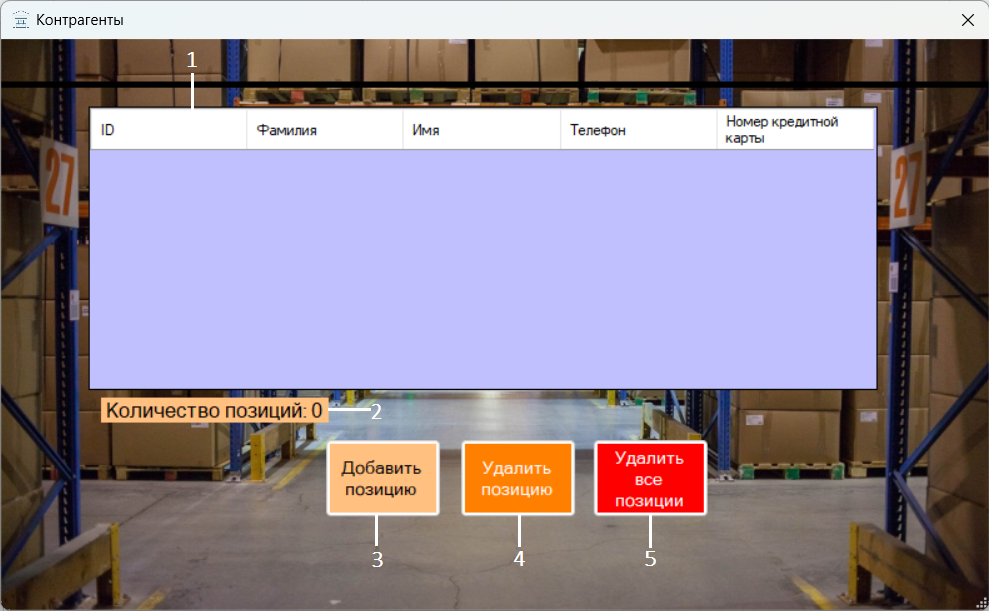 Контрагенты
1
ID Фамилия Имя Телефон Номер кредитной
карты
27 27
Количество позиций: 0 2
Добавить
позицию
Удалить
позицию
Удалить
все
позиции
3 4 5